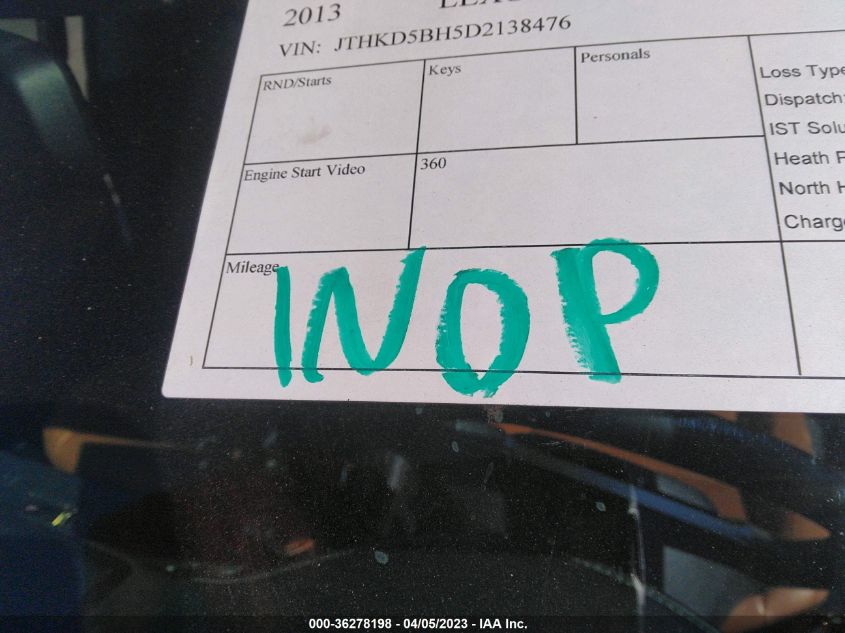 2013
VIN: JTHKD5BH5D2138476
RND/Starts
Keys
Personals
Engine Start Video
360
Mileage
INOP
Loss Type
Dispatch:
IST Solu
Heath
North
Charge
000-36278198 - 04/05/2023 - IAA Inc.